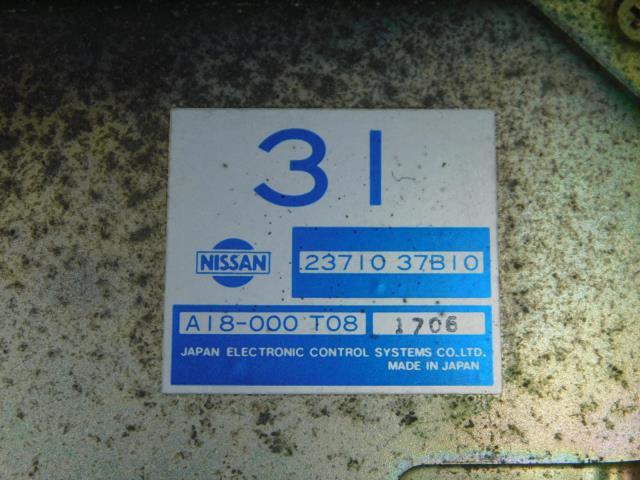 31
NISSAN
23710 37B10
A18-000 T08 1706
JAPAN ELECTRONIC CONTROL SYSTEMS CO.,LTD.
MADE IN JAPAN